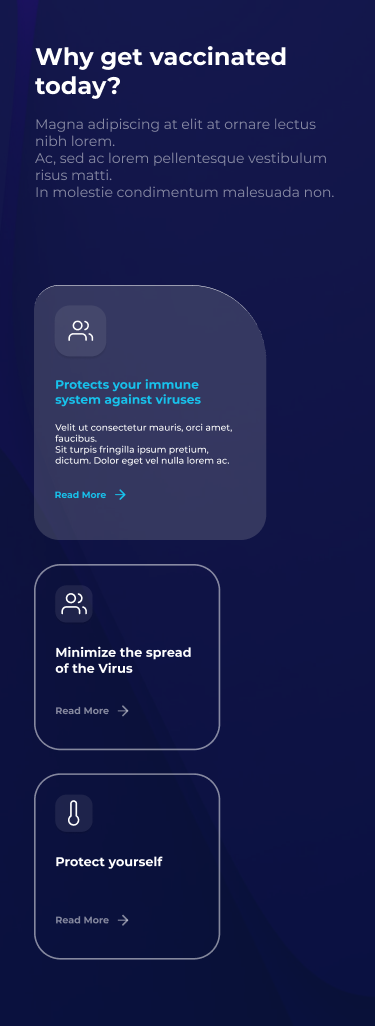 Why get vaccinated
today?
Magna adipiscing at elit at ornare lectus
nibh lorem.
Ac, sed ac lorem pellentesque vestibulum
risus matti.
In molestie condimentum malesuada non.
Protects your immune
system against viruses
Velit ut consectetur mauris, orci amet,
faucibus.
Sit turpis fringilla ipsum pretium,
dictum. Dolor eget vel nulla lorem ac.
Read More
Minimize the spread
of the Virus
Read More
Protect yourself
Read More